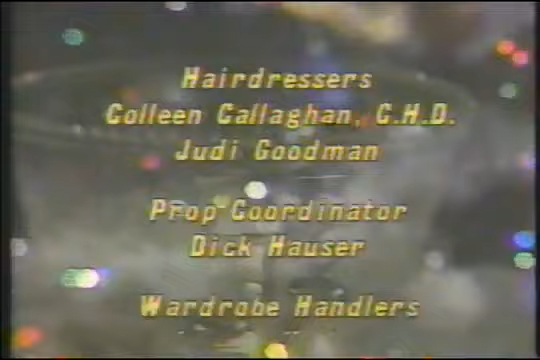 Hairdressers
Colleen Callaghan, C.H.D.
Judi Goodman
Prop Coordinator
Dick Hauser
Wardrobe Handlers